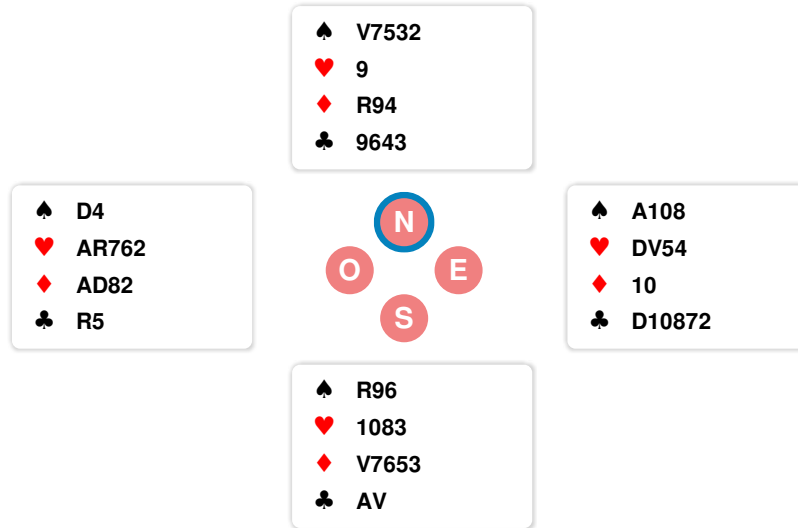 ♠ V7532
♥ 9
♦ R94
♣ 9643
♠ D4
♥ AR762
♦ AD82
♣ R5
N
O E
S
♠ A108
♥ DV54
♦ 10
♣ D10872
♠ R96
♥ 1083
♦ V7653
♣ AV